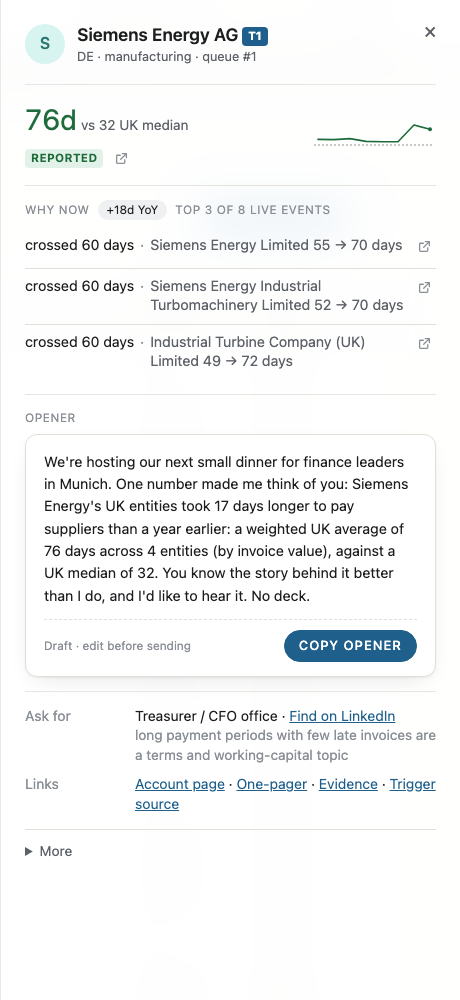 S
Siemens Energy AG T1
×
DE · manufacturing · queue #1
76d vs 32 UK median
REPORTED
WHY NOW +18d YoY TOP 3 OF 8 LIVE EVENTS
crossed 60 days · Siemens Energy Limited 55 → 70 days
crossed 60 days · Siemens Energy Industrial
Turbomachinery Limited 52 → 70 days
crossed 60 days · Industrial Turbine Company (UK)
Limited 49 → 72 days
OPENER
We're hosting our next small dinner for finance leaders
in Munich. One number made me think of you: Siemens
Energy's UK entities took 17 days longer to pay
suppliers than a year earlier: a weighted UK average of
76 days across 4 entities (by invoice value), against a
UK median of 32. You know the story behind it better
than I do, and I'd like to hear it. No deck.
Draft · edit before sending
COPY OPENER
Ask for Treasurer / CFO office · Find on LinkedIn
long payment periods with few late invoices are
a terms and working-capital topic
Links Account page · One-pager · Evidence · Trigger
source
More